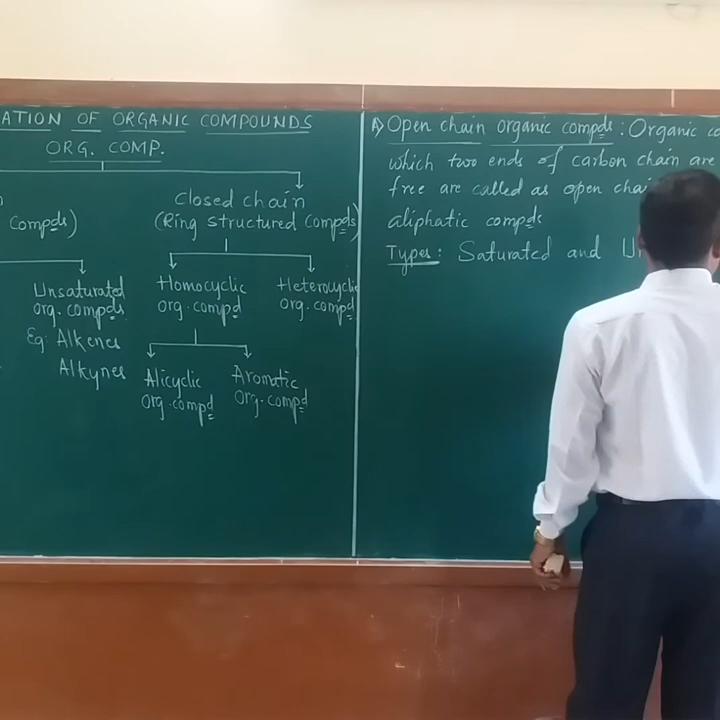 ATION OF ORGANIC COMPOUNDS
ORG. COMP.
Compds)
Closed chain
(Ring structured Compds)
Unsaturated
org. compds
Eg: Alkenes
Alkynes
Homocyclic
org. compd
Heterocyclic
org. compd
Alicyclic
Org. compd
Aromatic
Org. compd
A) Open chain organic compds : Organic co
which two ends of carbon chain are
free are called as open chai
aliphatic compds
Types: Saturated and Un